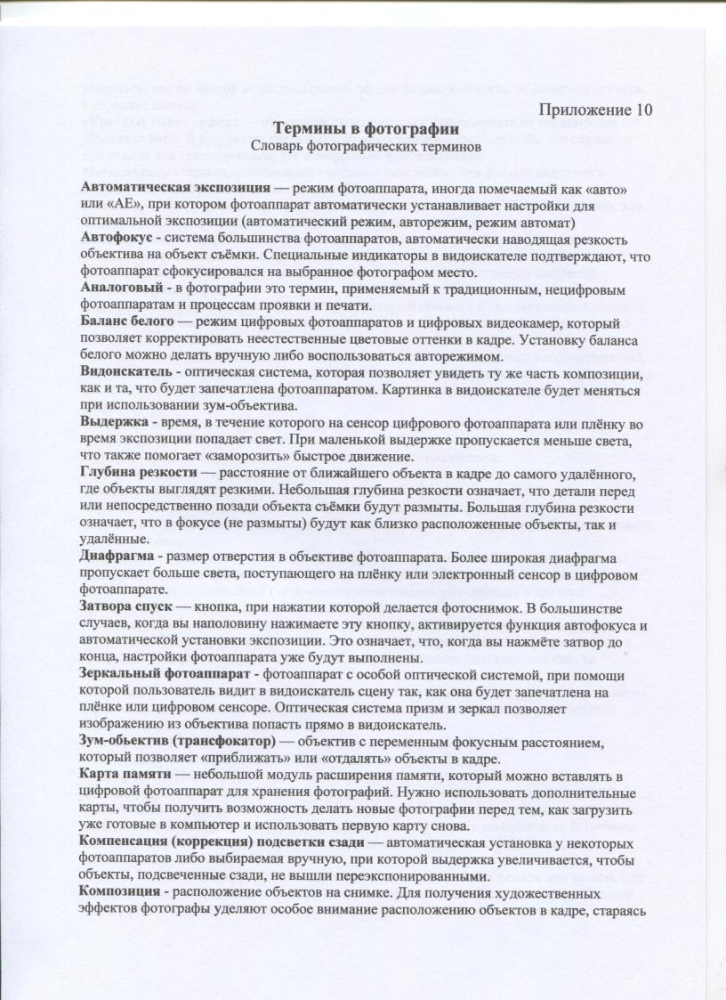 Приложение 10
Термины в фотографии
Словарь фотографических терминов
Автоматическая экспозиция — режим фотоаппарата, иногда помечаемый как «авто»
или «АЕ», при котором фотоаппарат автоматически устанавливает настройки для
оптимальной экспозиции (автоматический режим, авторежим, режим автомат)
Автофокус - система большинства фотоаппаратов, автоматически наводящая резкость
объектива на объект съёмки. Специальные индикаторы в видоискателе подтверждают, что
фотоаппарат сфокусировался на выбранное фотографом место.
Аналоговый - в фотографии это термин, применяемый к традиционным, нецифровым
фотоаппаратам и процессам проявки и печати.
Баланс белого — режим цифровых фотоаппаратов и цифровых видеокамер, который
позволяет корректировать неестественные цветовые оттенки в кадре. Установку баланса
белого можно делать вручную либо воспользоваться авторежимом.
Видоискатель - оптическая система, которая позволяет увидеть ту же часть композиции,
как и та, что будет запечатлена фотоаппаратом. Картинка в видоискателе будет меняться
при использовании зум-объектива.
Выдержка - время, в течение которого на сенсор цифрового фотоаппарата или плёнку во
время экспозиции попадает свет. При маленькой выдержке пропускается меньше света,
что также помогает «заморозить» быстрое движение.
Глубина резкости — расстояние от ближайшего объекта в кадре до самого удалённого,
где объекты выглядят резкими. Небольшая глубина резкости означает, что детали перед
или непосредственно позади объекта съёмки будут размыты. Большая глубина резкости
означает, что в фокусе (не размыты) будут как близко расположенные объекты, так и
удалённые.
Диафрагма - размер отверстия в объективе фотоаппарата. Более широкая диафрагма
пропускает больше света, поступающего на плёнку или электронный сенсор в цифровом
фотоаппарате.
Затвора спуск — кнопка, при нажатии которой делается фотоснимок. В большинстве
случаев, когда вы наполовину нажимаете эту кнопку, активируется функция автофокуса и
автоматической установки экспозиции. Это означает, что, когда вы нажмёте затвор до
конца, настройки фотоаппарата уже будут выполнены.
Зеркальный фотоаппарат - фотоаппарат с особой оптической системой, при помощи
которой пользователь видит в видоискатель сцену так, как она будет запечатлена на
плёнке или цифровом сенсоре. Оптическая система призм и зеркал позволяет
изображению из объектива попасть прямо в видоискатель.
Зум-обьектив (трансфокатор) — объектив с переменным фокусным расстоянием,
который позволяет «приближать» или «отдалять» объекты в кадре.
Карта памяти — небольшой модуль расширения памяти, который можно вставлять в
цифровой фотоаппарат для хранения фотографий. Нужно использовать дополнительные
карты, чтобы получить возможность делать новые фотографии перед тем, как загрузить
уже готовые в компьютер и использовать первую карту снова.
Компенсация (коррекция) подсветки сзади — автоматическая установка у некоторых
фотоаппаратов либо выбираемая вручную, при которой выдержка увеличивается, чтобы
объекты, подсвеченные сзади, не вышли переэкспонированными.
Композиция - расположение объектов на снимке. Для получения художественных
эффектов фотографы уделяют особое внимание расположению объектов в кадре, стараясь